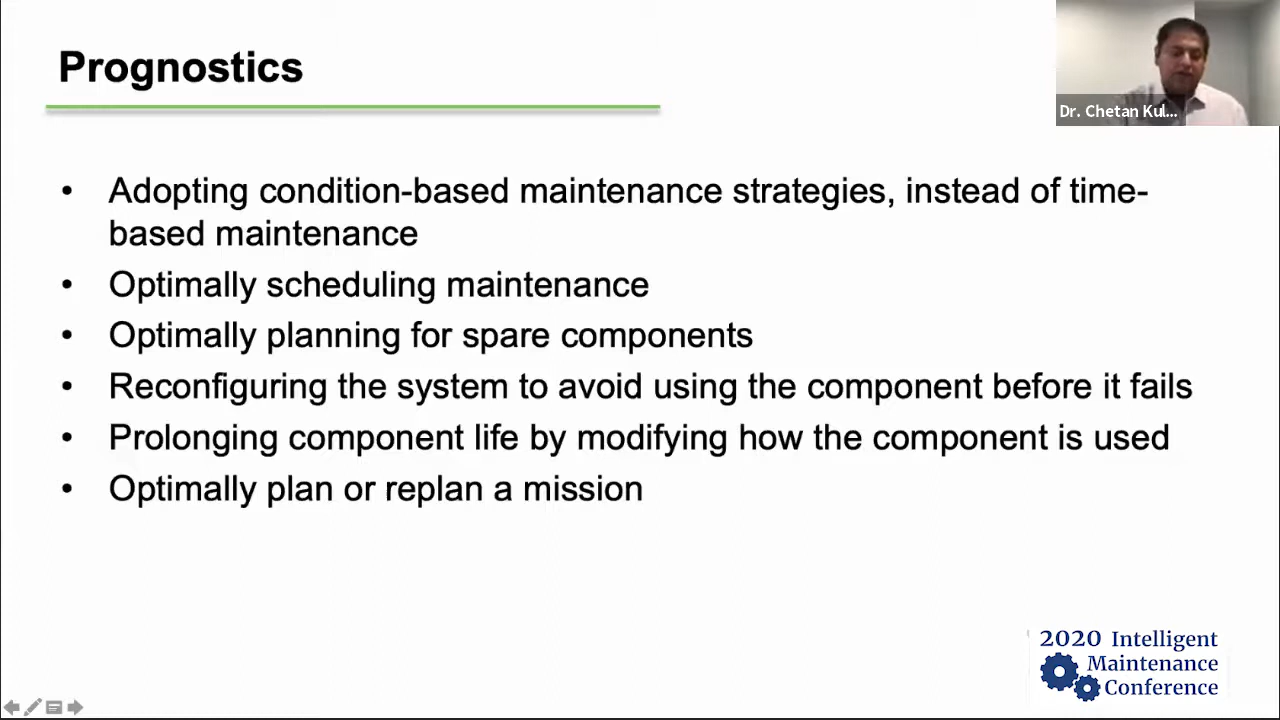 Prognostics
Dr. Chetan Kul...
• Adopting condition-based maintenance strategies, instead of time-
based maintenance
• Optimally scheduling maintenance
• Optimally planning for spare components
• Reconfiguring the system to avoid using the component before it fails
• Prolonging component life by modifying how the component is used
• Optimally plan or replan a mission
2020 Intelligent
Maintenance
Conference